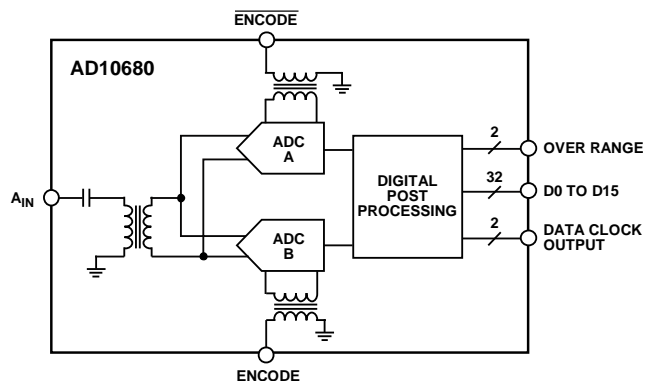 ENCODE
AD10680
ADC
A
2
OVER RANGE
DIGITAL
POST
PROCESSING
32
D0 TO D15
AIN
ADC
B
2
DATA CLOCK
OUTPUT
ENCODE